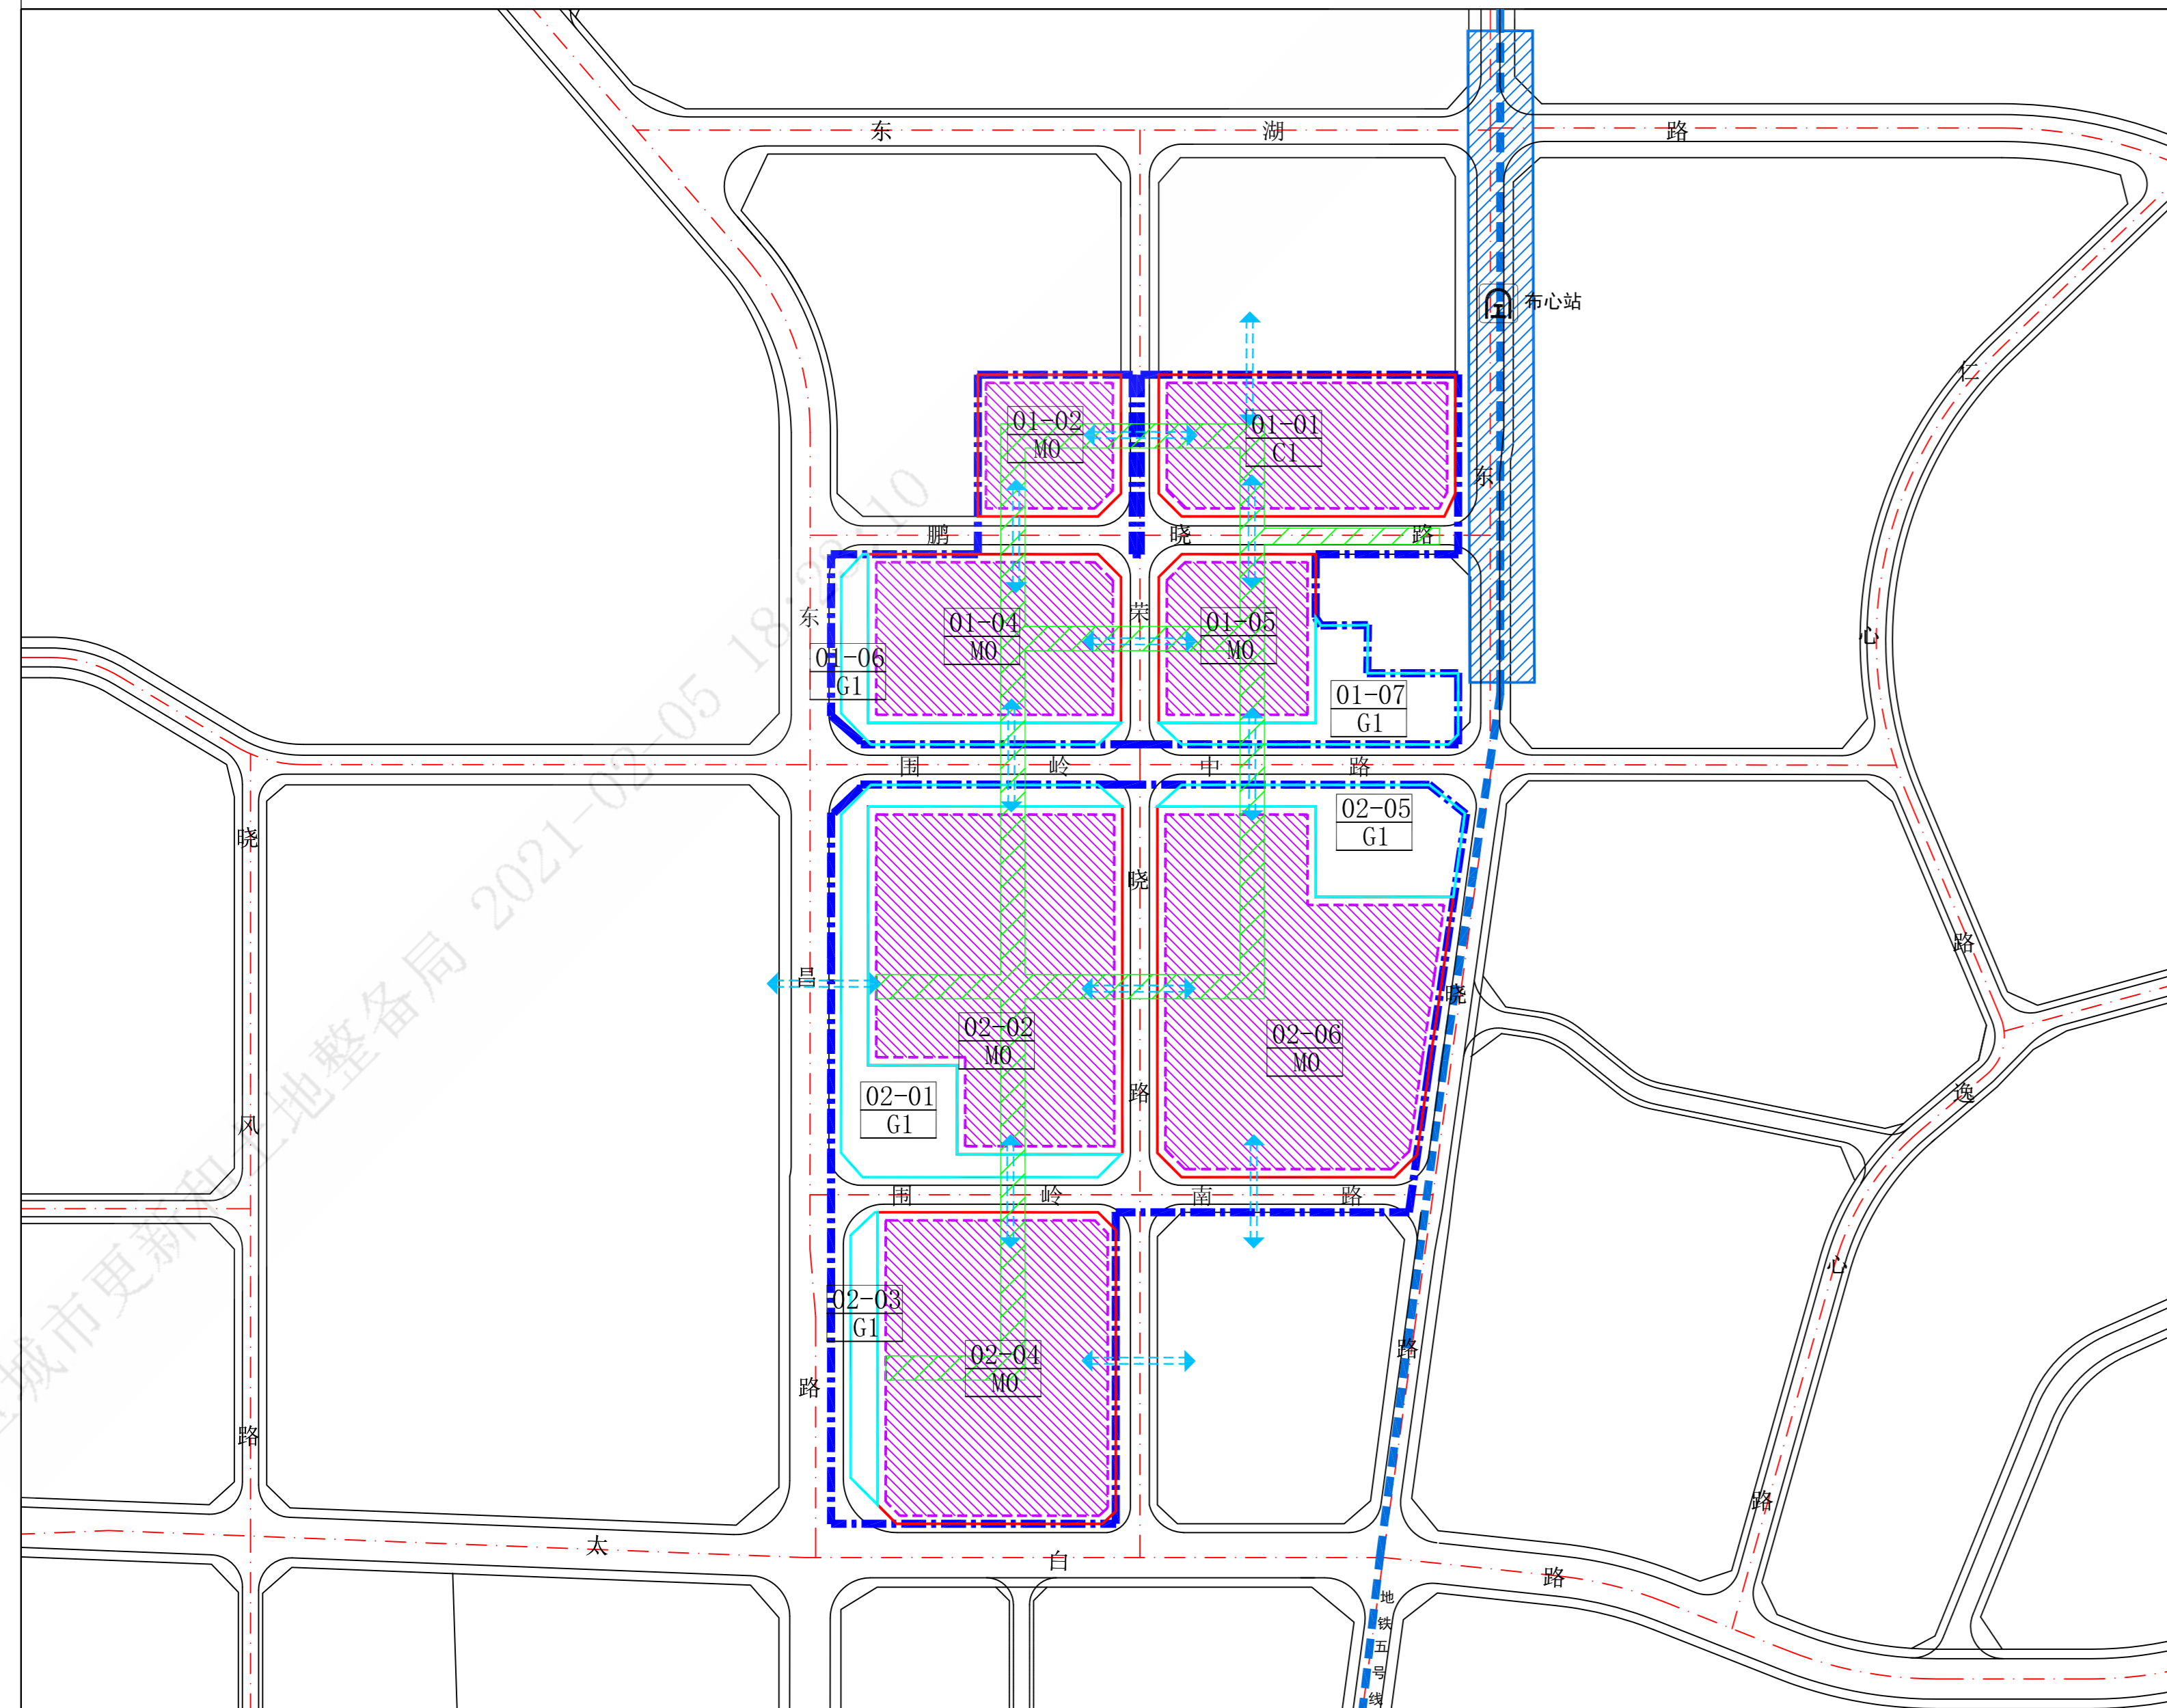 东 湖 路
布心站
仁
心
路
01-02
M0
01-01
C1
东
鹏 晓 路
东
荣
01-04
M0
01-05
M0
01-06
G1
01-07
G1
围 岭 中 路
02-05
G1
晓
晓
昌
晓
02-02
M0
02-06
M0
02-01
G1
路
风
逸
围 岭 南 路
心
02-03
G1
02-04
M0
路
路
路
路
太 白 路
地铁五号线
城市更新和土地整备局 2021-02-05 18:28:10